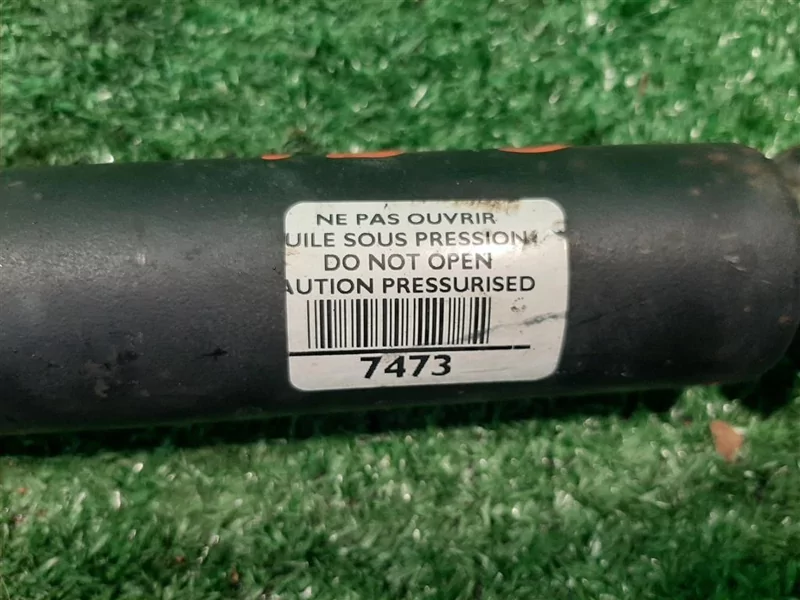 NE PAS OUVRIR
UILE SOUS PRESSION
DO NOT OPEN
AUTION PRESSURISED
7473